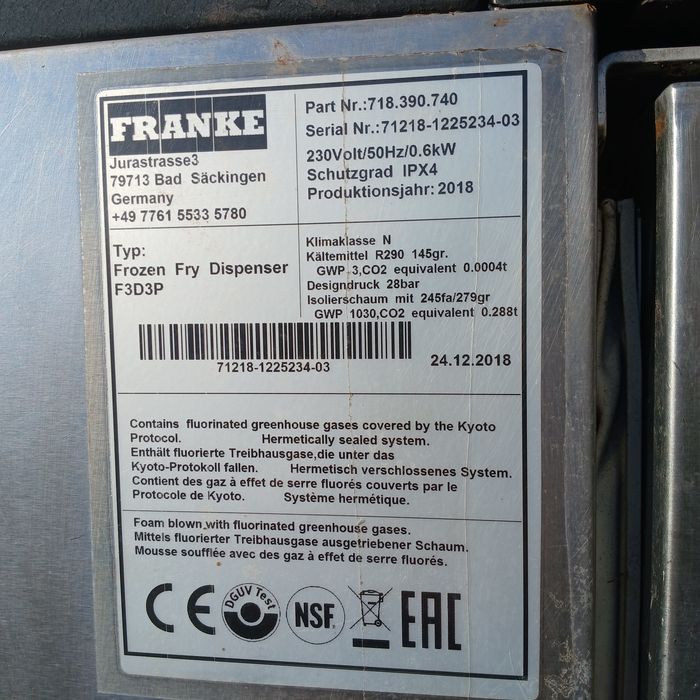 FRANKE
Jurastrasse3
79713 Bad Säckingen
Germany
+49 7761 5533 5780
Part Nr.:718.390.740
Serial Nr.:71218-1225234-03
230Volt/50Hz/0.6kW
Schutzgrad IPX4
Produktionsjahr: 2018
Typ:
Frozen Fry Dispenser
F3D3P
Klimaklasse N
Kältemittel R290 145gr.
GWP 3,CO2 equivalent 0.0004t
Designdruck 28bar
Isolierschaum mit 245fa/279gr
GWP 1030,CO2 equivalent 0.288t
71218-1225234-03
24.12.2018
Contains fluorinated greenhouse gases covered by the Kyoto
Protocol. Hermetically sealed system.
Enthält fluorierte Treibhausgase,die unter das
Kyoto-Protokoll fallen. Hermetisch verschlossenes System.
Contient des gaz à effet de serre fluorés couverts par le
Protocole de Kyoto. Système hermétique.
Foam blown with fluorinated greenhouse gases.
Mittels fluorierter Treibhausgase ausgetriebener Schaum.
Mousse soufflée avec des gaz à effet de serre fluorés.
CE DGUV Test NSF. EAC